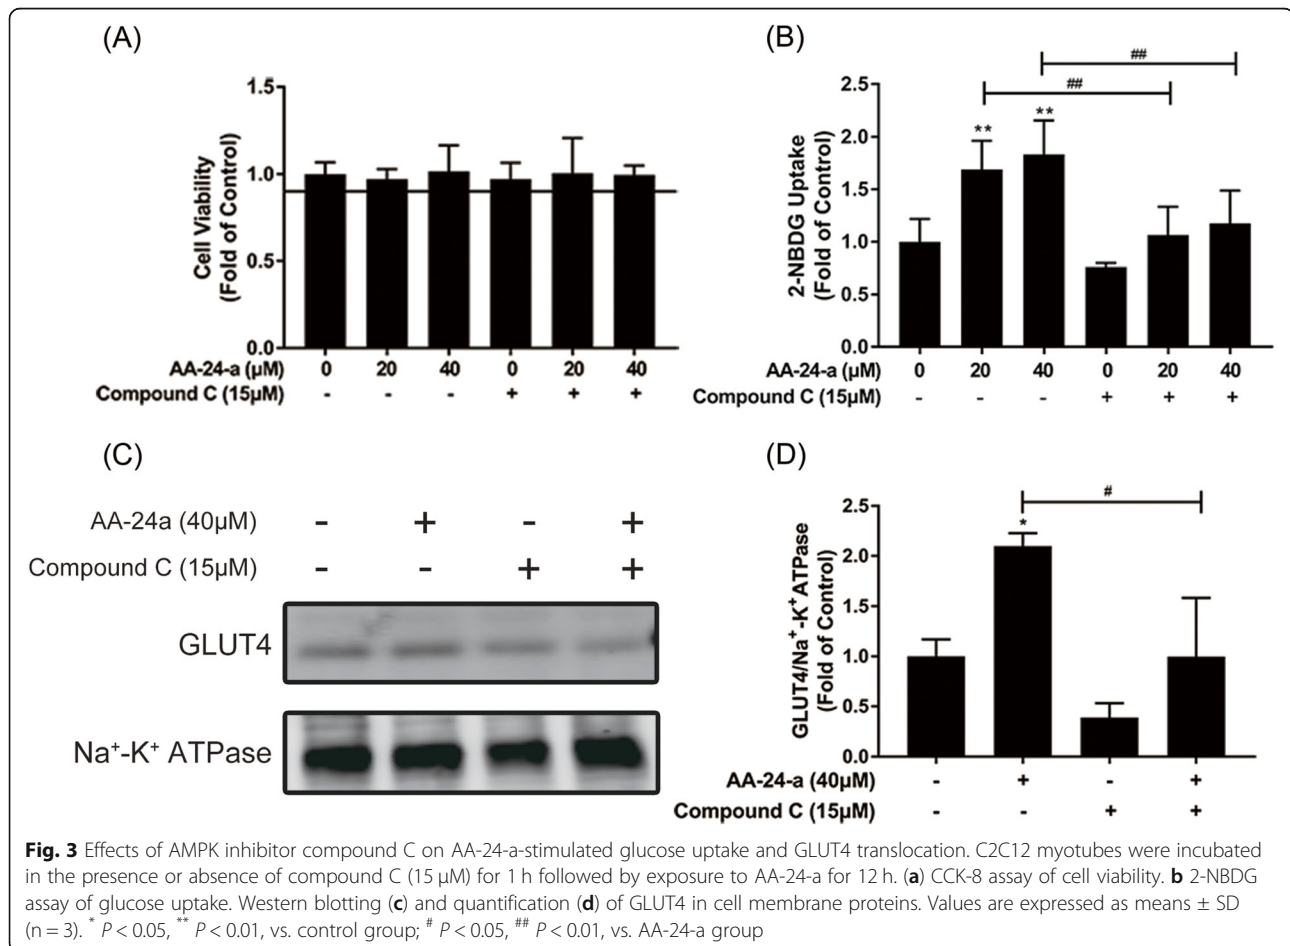 (A)
Cell Viability
(Fold of Control)
1.5
1.0
0.5
0.0
AA-24-a (µM) 0 20 40 0 20 40
Compound C (15µM) - - - + + +
(B)
2-NBDG Uptake
(Fold of Control)
2.5
2.0
1.5
1.0
0.5
0.0
##
##
** **
AA-24-a (µM) 0 20 40 0 20 40
Compound C (15µM) - - - + + +
(C)
AA-24a (40µM) - + - +
Compound C (15µM) - - + +
GLUT4
Na⁺-K⁺ ATPase
(D)
GLUT4/Na⁺-K⁺ATPase
(Fold of Control)
2.5
2.0
1.5
1.0
0.5
0.0
#
*
AA-24-a (40µM) - + - +
Compound C (15µM) - - + +
Fig. 3 Effects of AMPK inhibitor compound C on AA-24-a-stimulated glucose uptake and GLUT4 translocation. C2C12 myotubes were incubated
in the presence or absence of compound C (15 µM) for 1 h followed by exposure to AA-24-a for 12 h. (a) CCK-8 assay of cell viability. b 2-NBDG
assay of glucose uptake. Western blotting (c) and quantification (d) of GLUT4 in cell membrane proteins. Values are expressed as means ± SD
(n = 3). * P < 0.05, ** P < 0.01, vs. control group; # P < 0.05, ## P < 0.01, vs. AA-24-a group